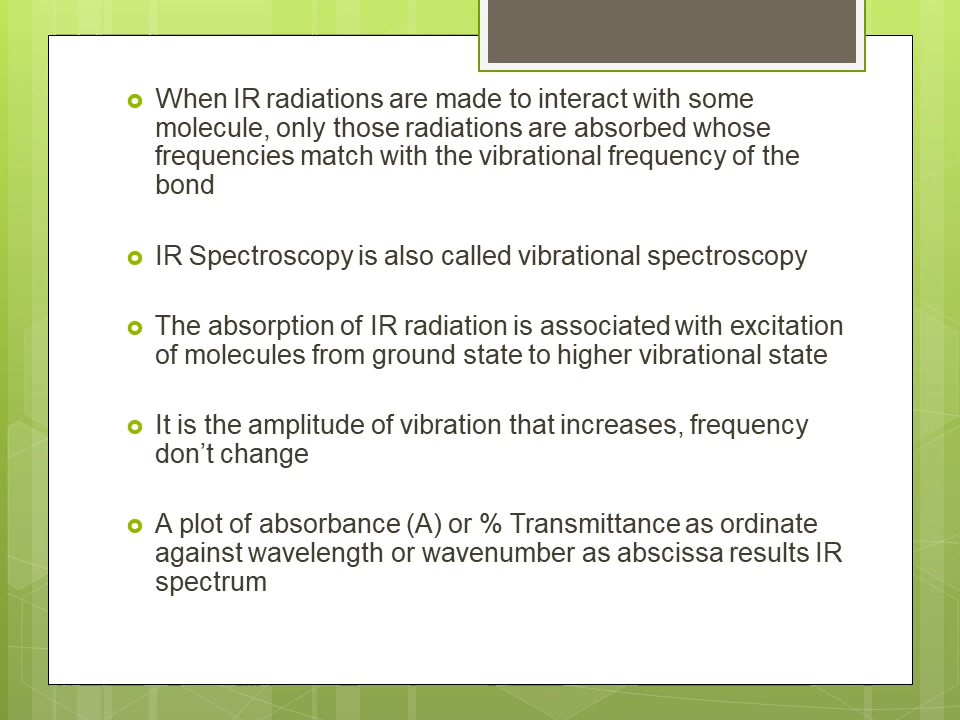 When IR radiations are made to interact with some
molecule, only those radiations are absorbed whose
frequencies match with the vibrational frequency of the
bond
IR Spectroscopy is also called vibrational spectroscopy
The absorption of IR radiation is associated with excitation
of molecules from ground state to higher vibrational state
It is the amplitude of vibration that increases, frequency
don’t change
A plot of absorbance (A) or % Transmittance as ordinate
against wavelength or wavenumber as abscissa results IR
spectrum